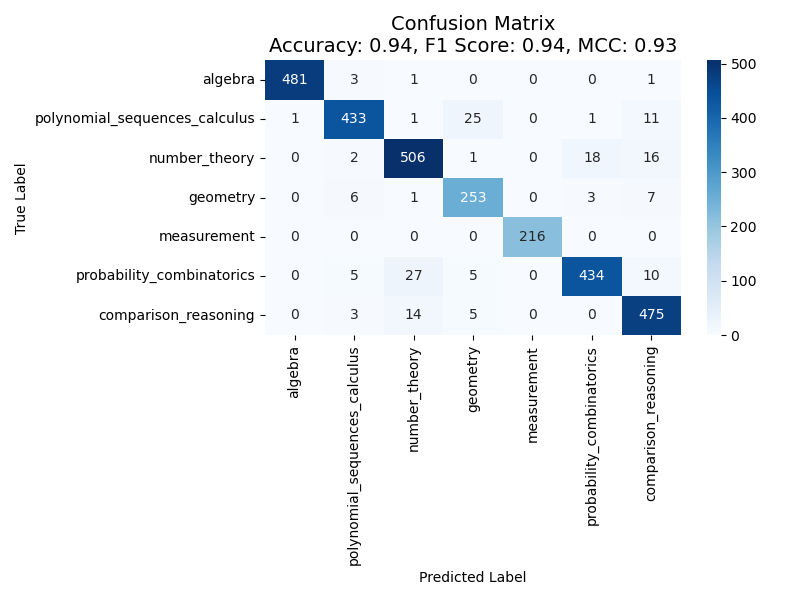 Confusion Matrix
Accuracy: 0.94, F1 Score: 0.94, MCC: 0.93
True Label
algebra 481 3 1 0 0 0 1
polynomial_sequences_calculus 1 433 1 25 0 1 11
number_theory 0 2 506 1 0 18 16
geometry 0 6 1 253 0 3 7
measurement 0 0 0 0 216 0 0
probability_combinatorics 0 5 27 5 0 434 10
comparison_reasoning 0 3 14 5 0 0 475
algebra
polynomial_sequences_calculus
number_theory
geometry
measurement
probability_combinatorics
comparison_reasoning
Predicted Label
500
400
300
200
100
0